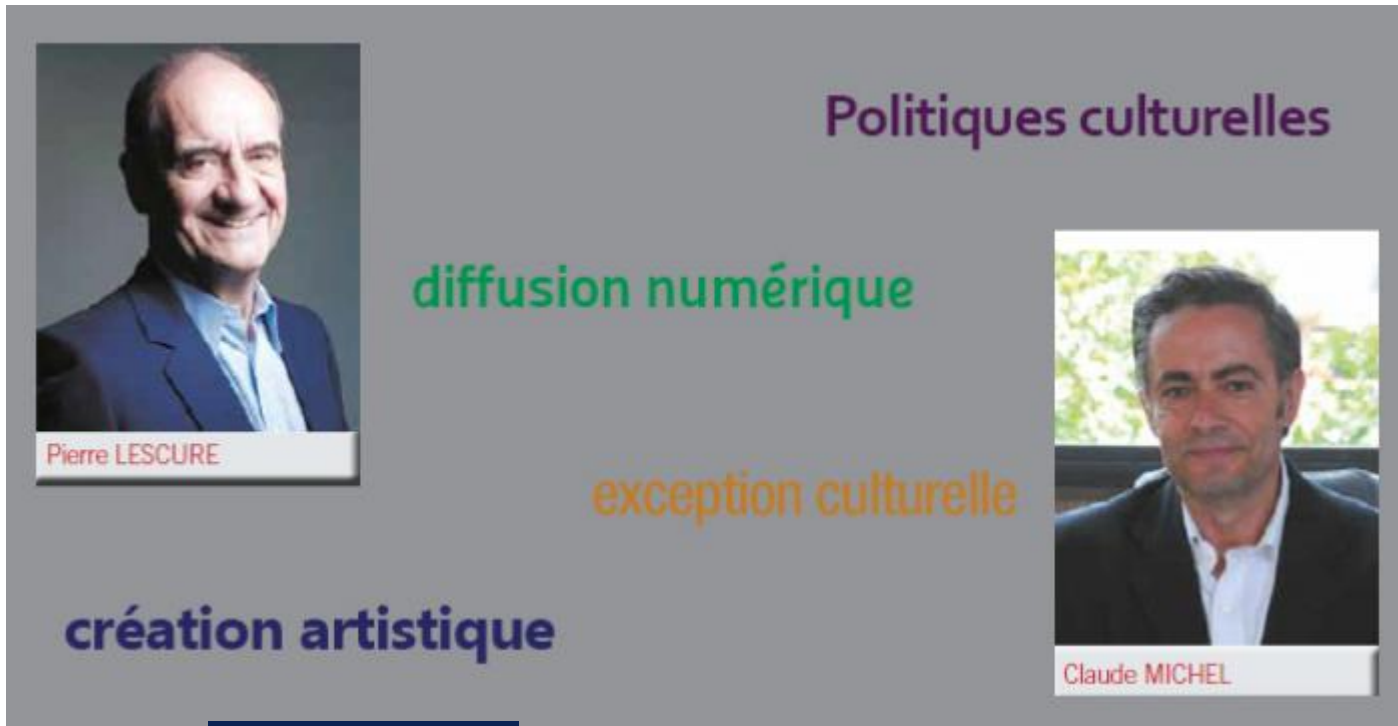 Politiques culturelles
diffusion numérique
Pierre LESCURE
exception culturelle
création artistique
Claude MICHEL